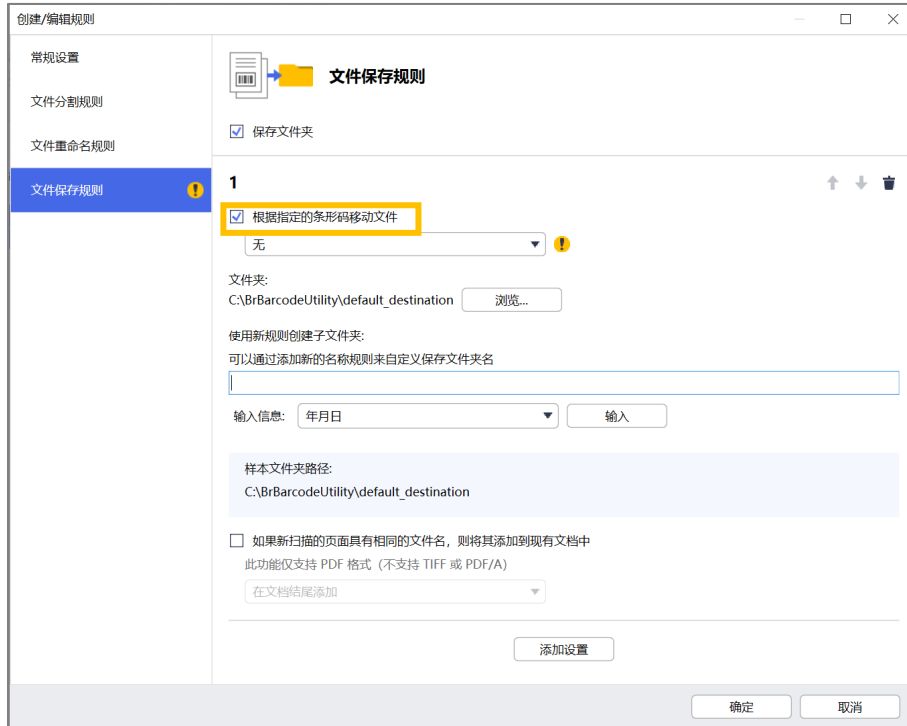 创建/编辑规则
常规设置
文件分割规则
文件重命名规则
文件保存规则
文件保存规则
保存文件夹
1
根据指定的条形码移动文件
无
文件夹:
C:\BrBarcodeUtility\default_destination
浏览...
使用新规则创建子文件夹:
可以通过添加新的名称规则来自定义保存文件夹名
输入信息:
年月日
输入
样本文件夹路径:
C:\BrBarcodeUtility\default_destination
如果新扫描的页面具有相同的文件名，则将其添加到现有文档中
此功能仅支持 PDF 格式（不支持 TIFF 或 PDF/A）
在文档结尾添加
添加设置
确定
取消